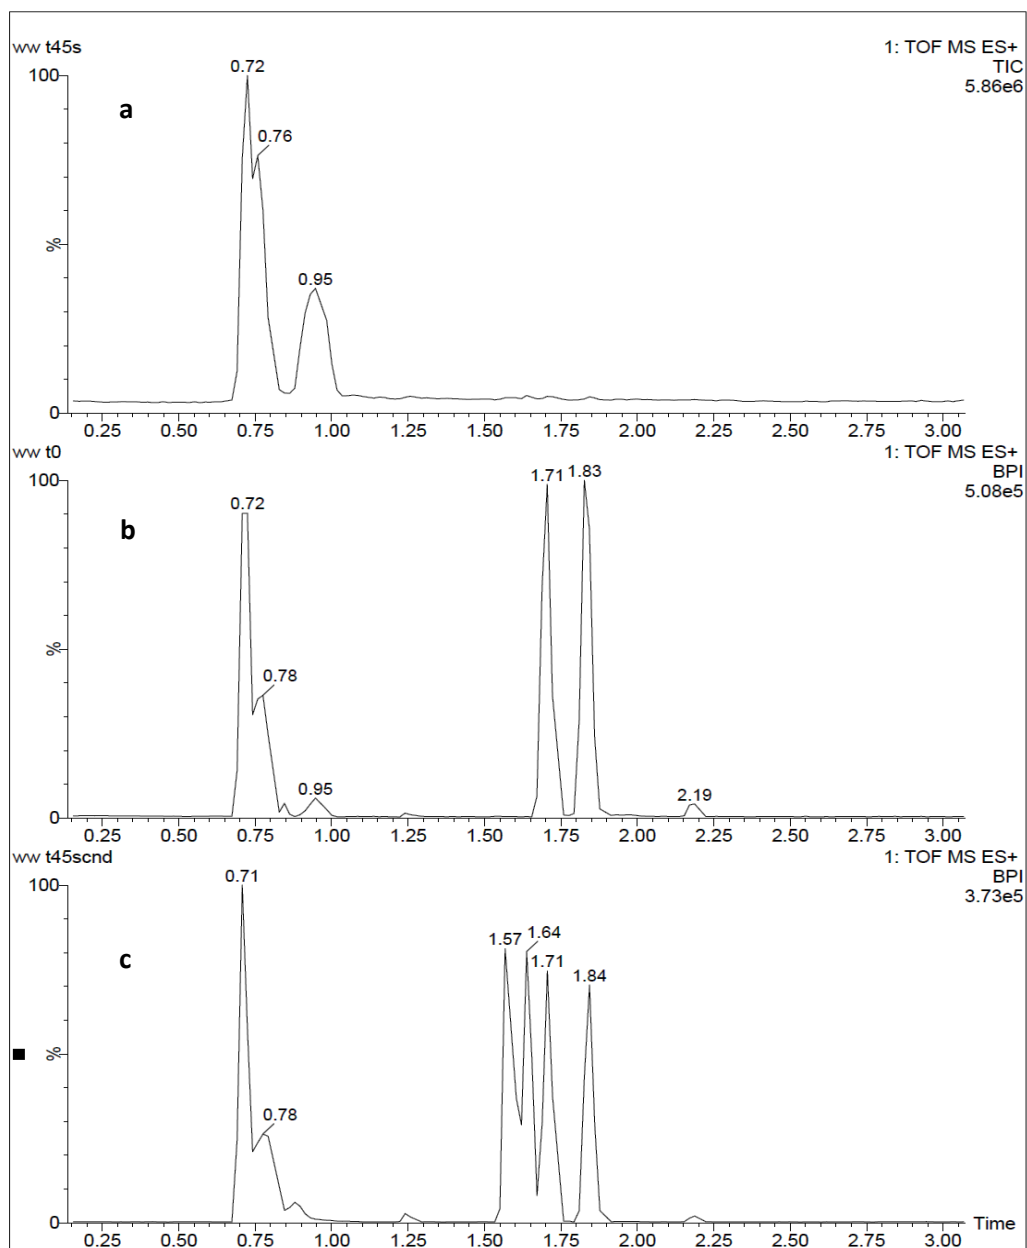 ww t45s
1: TOF MS ES+
TIC
5.86e6
100
0.72
a
0.76
%
0.95
0
0.25 0.50 0.75 1.00 1.25 1.50 1.75 2.00 2.25 2.50 2.75 3.00
ww t0
1: TOF MS ES+
BPI
5.08e5
100
1.71 1.83
0.72
b
%
0.78
0.95
2.19
0
0.25 0.50 0.75 1.00 1.25 1.50 1.75 2.00 2.25 2.50 2.75 3.00
ww t45scnd
1: TOF MS ES+
BPI
3.73e5
100
0.71
c
1.57
1.64
1.71
1.84
%
0.78
0
Time
0.25 0.50 0.75 1.00 1.25 1.50 1.75 2.00 2.25 2.50 2.75 3.00